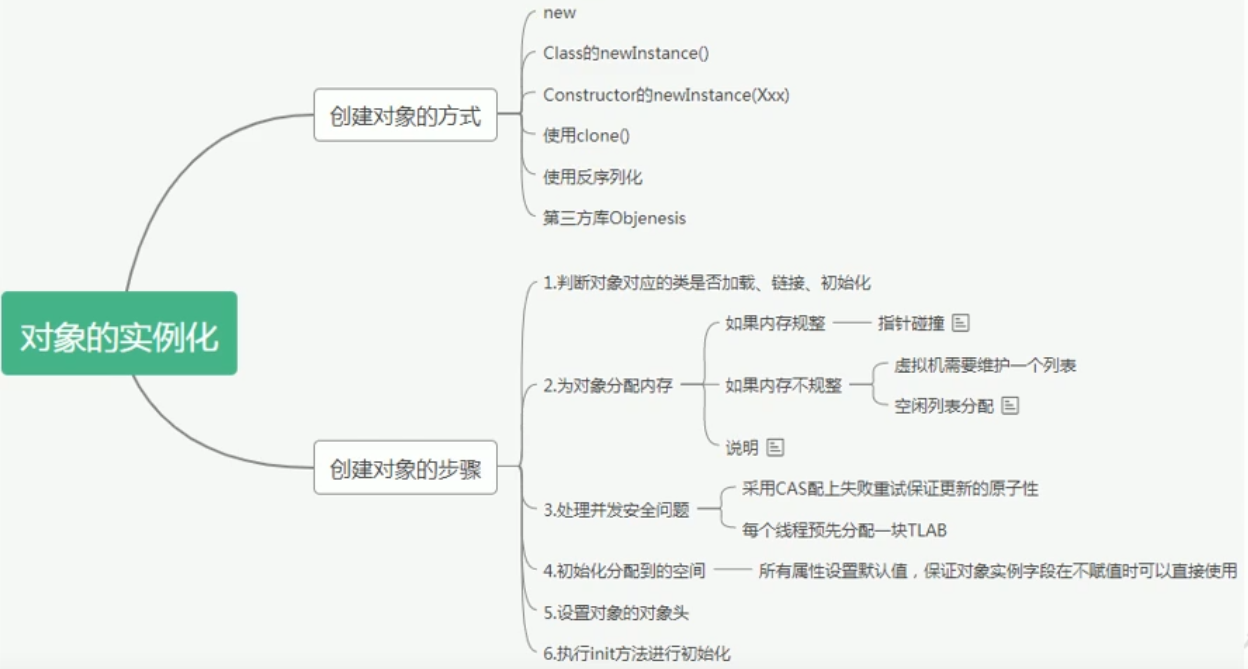 new
Class的newInstance()
Constructor的newInstance(Xxx)
创建对象的方式
使用clone()
使用反序列化
第三方库Objenesis
对象的实例化
1.判断对象对应的类是否加载、链接、初始化
如果内存规整
指针碰撞
2.为对象分配内存
如果内存不规整
虚拟机需要维护一个列表
空闲列表分配
说明
创建对象的步骤
3.处理并发安全问题
采用CAS配上失败重试保证更新的原子性
每个线程预先分配一块TLAB
4.初始化分配到的空间
所有属性设置默认值，保证对象实例字段在不赋值时可以直接使用
5.设置对象的对象头
6.执行init方法进行初始化